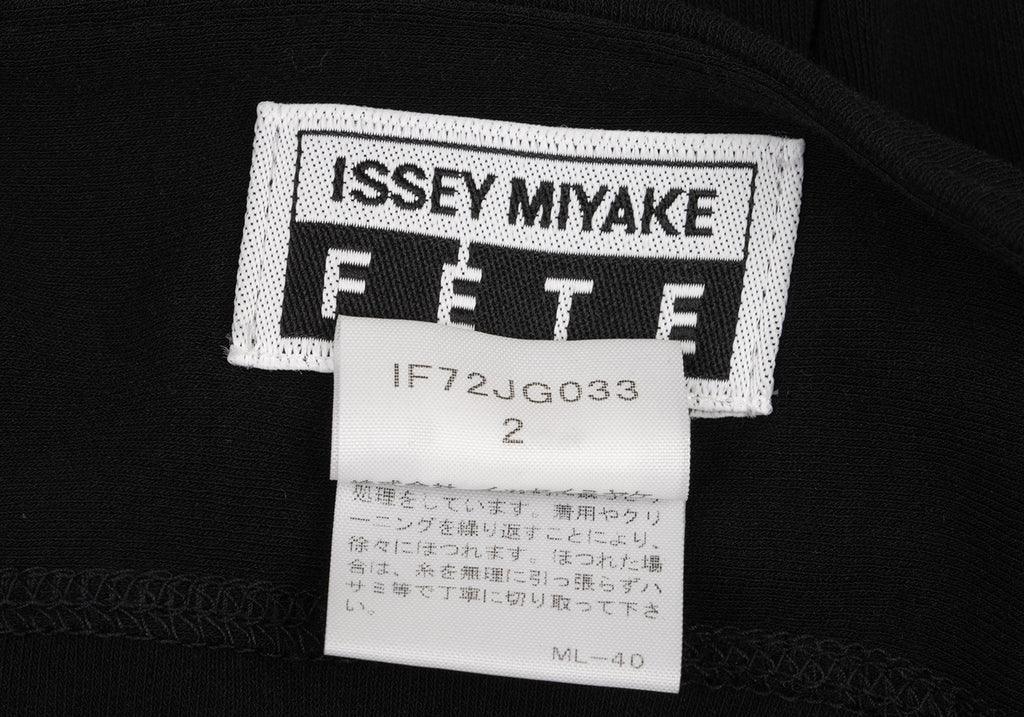 ISSEY MIYAKE
FÊTE
IF72JG033
2
処理をしています。着用やクリ
ーニングを繰り返すことにより、
徐々にほつれます。ほつれた場
合は、糸を無理に引っ張らずハ
サミ等で丁寧に切り取って下さ
い。
ML-40